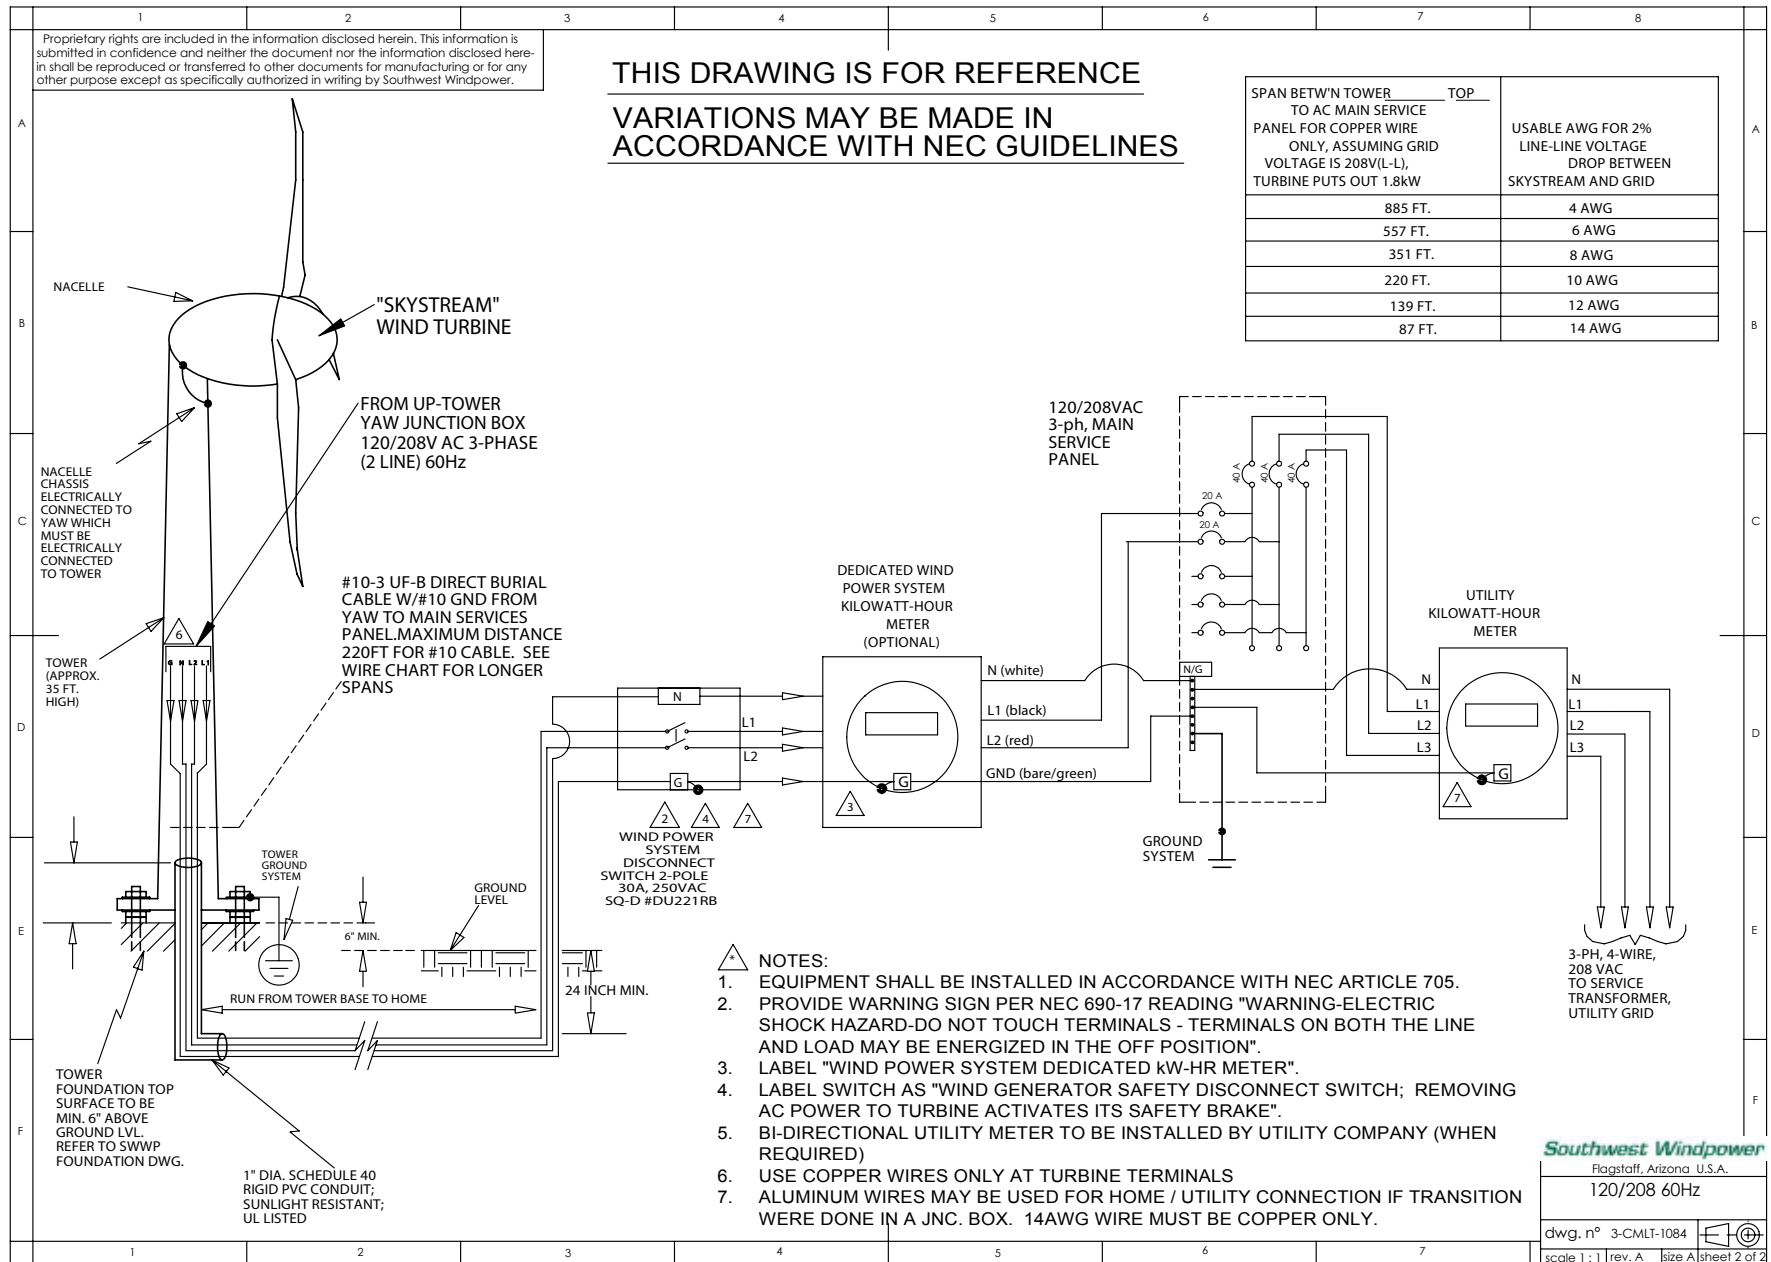 1 2 3 4 5 6 7 8
Proprietary rights are included in the information disclosed herein. This information is
submitted in confidence and neither the document nor the information disclosed here-
in shall be reproduced or transferred to other documents for manufacturing or for any
other purpose except as specifically authorized in writing by Southwest Windpower.
THIS DRAWING IS FOR REFERENCE
VARIATIONS MAY BE MADE IN
ACCORDANCE WITH NEC GUIDELINES
SPAN BETW'N TOWER TOP
TO AC MAIN SERVICE
PANEL FOR COPPER WIRE
ONLY, ASSUMING GRID
VOLTAGE IS 208V(L-L),
TURBINE PUTS OUT 1.8kW
USABLE AWG FOR 2%
LINE-LINE VOLTAGE
DROP BETWEEN
SKYSTREAM AND GRID
885 FT. 4 AWG
557 FT. 6 AWG
351 FT. 8 AWG
220 FT. 10 AWG
139 FT. 12 AWG
87 FT. 14 AWG
A
B
C
D
E
F
F
A
B
C
D
E
F
NACELLE
"SKYSTREAM"
WIND TURBINE
FROM UP-TOWER
YAW JUNCTION BOX
120/208V AC 3-PHASE
(2 LINE) 60Hz
NACELLE
CHASSIS
ELECTRICALLY
CONNECTED TO
YAW WHICH
MUST BE
ELECTRICALLY
CONNECTED
TO TOWER
#10-3 UF-B DIRECT BURIAL
CABLE W/#10 GND FROM
YAW TO MAIN SERVICES
PANEL.MAXIMUM DISTANCE
220FT FOR #10 CABLE. SEE
WIRE CHART FOR LONGER
SPANS
6
G N L2 L1
TOWER
(APPROX.
35 FT.
HIGH)
TOWER
GROUND
SYSTEM
6" MIN.
GROUND
LEVEL
24 INCH MIN.
RUN FROM TOWER BASE TO HOME
TOWER
FOUNDATION TOP
SURFACE TO BE
MIN. 6" ABOVE
GROUND LVL.
REFER TO SWWP
FOUNDATION DWG.
1" DIA. SCHEDULE 40
RIGID PVC CONDUIT;
SUNLIGHT RESISTANT;
UL LISTED
N
L1
L2
G
2 4 7
WIND POWER
SYSTEM
DISCONNECT
SWITCH 2-POLE
30A, 250VAC
SQ-D #DU221RB
DEDICATED WIND
POWER SYSTEM
KILOWATT-HOUR
METER
(OPTIONAL)
G
3
N (white)
L1 (black)
L2 (red)
GND (bare/green)
120/208VAC
3-ph, MAIN
SERVICE
PANEL
40 A
40 A
40 A
20 A
20 A
N/G
GROUND
SYSTEM
UTILITY
KILOWATT-HOUR
METER
N
L1
L2
L3
G
7
N
L1
L2
L3
3-PH, 4-WIRE,
208 VAC
TO SERVICE
TRANSFORMER,
UTILITY GRID
* NOTES:
1. EQUIPMENT SHALL BE INSTALLED IN ACCORDANCE WITH NEC ARTICLE 705.
2. PROVIDE WARNING SIGN PER NEC 690-17 READING "WARNING-ELECTRIC
SHOCK HAZARD-DO NOT TOUCH TERMINALS - TERMINALS ON BOTH THE LINE
AND LOAD MAY BE ENERGIZED IN THE OFF POSITION".
3. LABEL "WIND POWER SYSTEM DEDICATED kW-HR METER".
4. LABEL SWITCH AS "WIND GENERATOR SAFETY DISCONNECT SWITCH; REMOVING
AC POWER TO TURBINE ACTIVATES ITS SAFETY BRAKE".
5. BI-DIRECTIONAL UTILITY METER TO BE INSTALLED BY UTILITY COMPANY (WHEN
REQUIRED)
6. USE COPPER WIRES ONLY AT TURBINE TERMINALS
7. ALUMINUM WIRES MAY BE USED FOR HOME / UTILITY CONNECTION IF TRANSITION
WERE DONE IN A JNC. BOX. 14AWG WIRE MUST BE COPPER ONLY.
Southwest Windpower
Flagstaff, Arizona U.S.A.
120/208 60Hz
dwg. n° 3-CMLT-1084
scale 1 : 1 rev. A size A sheet 2 of 2
1 2 3 4 5 6 7